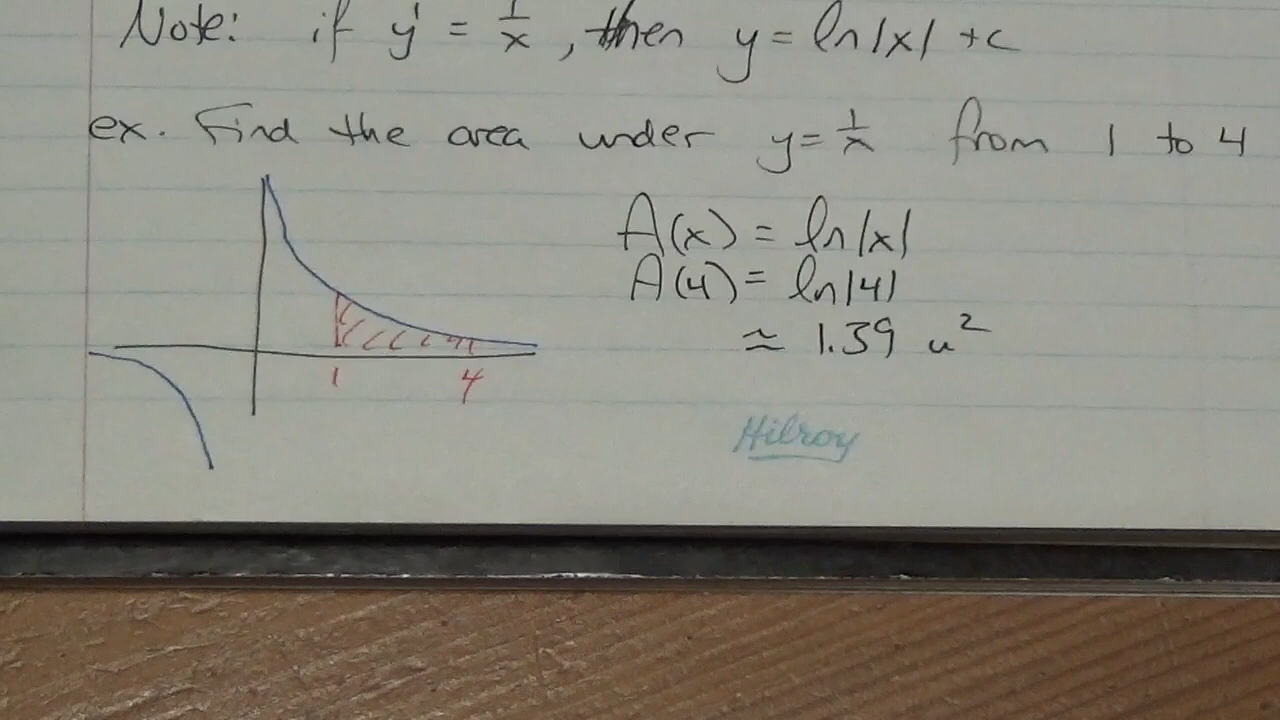 Note: if y' = 1/x, then y = ln|x| + c
ex. Find the area under y = 1/x from 1 to 4
A(x) = ln|x|
A(4) = ln|4|
≈ 1.39 u²
1 4
Hilroy